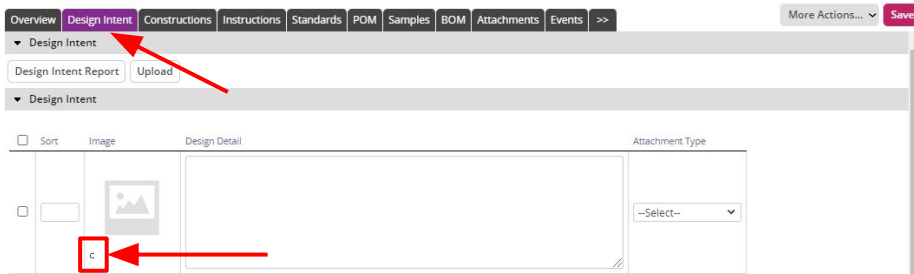 Overview Design Intent Constructions Instructions Standards POM Samples BOM Attachments Events >> More Actions... Save
Design Intent
Design Intent Report Upload
Design Intent
Sort Image Design Detail Attachment Type
--Select--
c